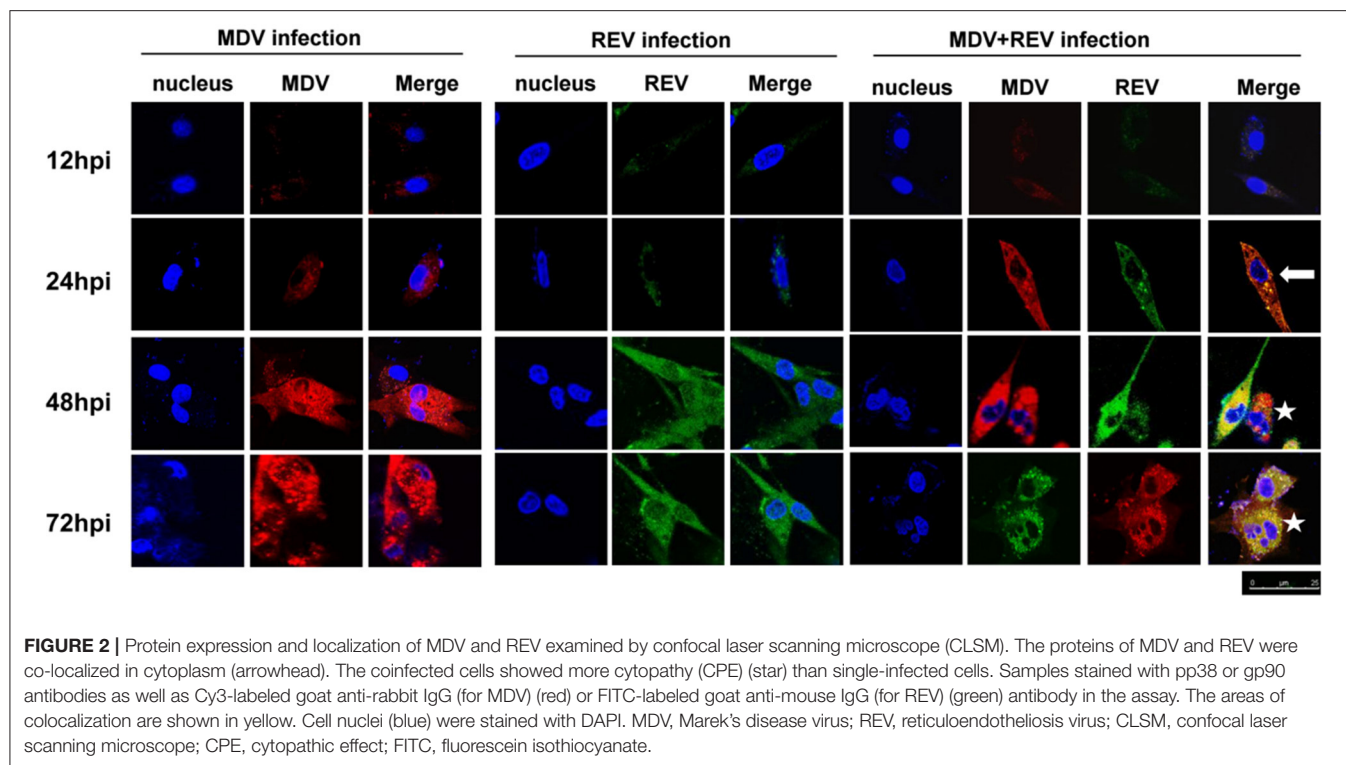 MDV infection
REV infection
MDV+REV infection
nucleus MDV Merge nucleus REV Merge nucleus MDV REV Merge
12hpi
24hpi
48hpi
72hpi
0 µm 25
FIGURE 2 | Protein expression and localization of MDV and REV examined by confocal laser scanning microscope (CLSM). The proteins of MDV and REV were
co-localized in cytoplasm (arrowhead). The coinfected cells showed more cytopathy (CPE) (star) than single-infected cells. Samples stained with pp38 or gp90
antibodies as well as Cy3-labeled goat anti-rabbit IgG (for MDV) (red) or FITC-labeled goat anti-mouse IgG (for REV) (green) antibody in the assay. The areas of
colocalization are shown in yellow. Cell nuclei (blue) were stained with DAPI. MDV, Marek's disease virus; REV, reticuloendotheliosis virus; CLSM, confocal laser
scanning microscope; CPE, cytopathic effect; FITC, fluorescein isothiocyanate.